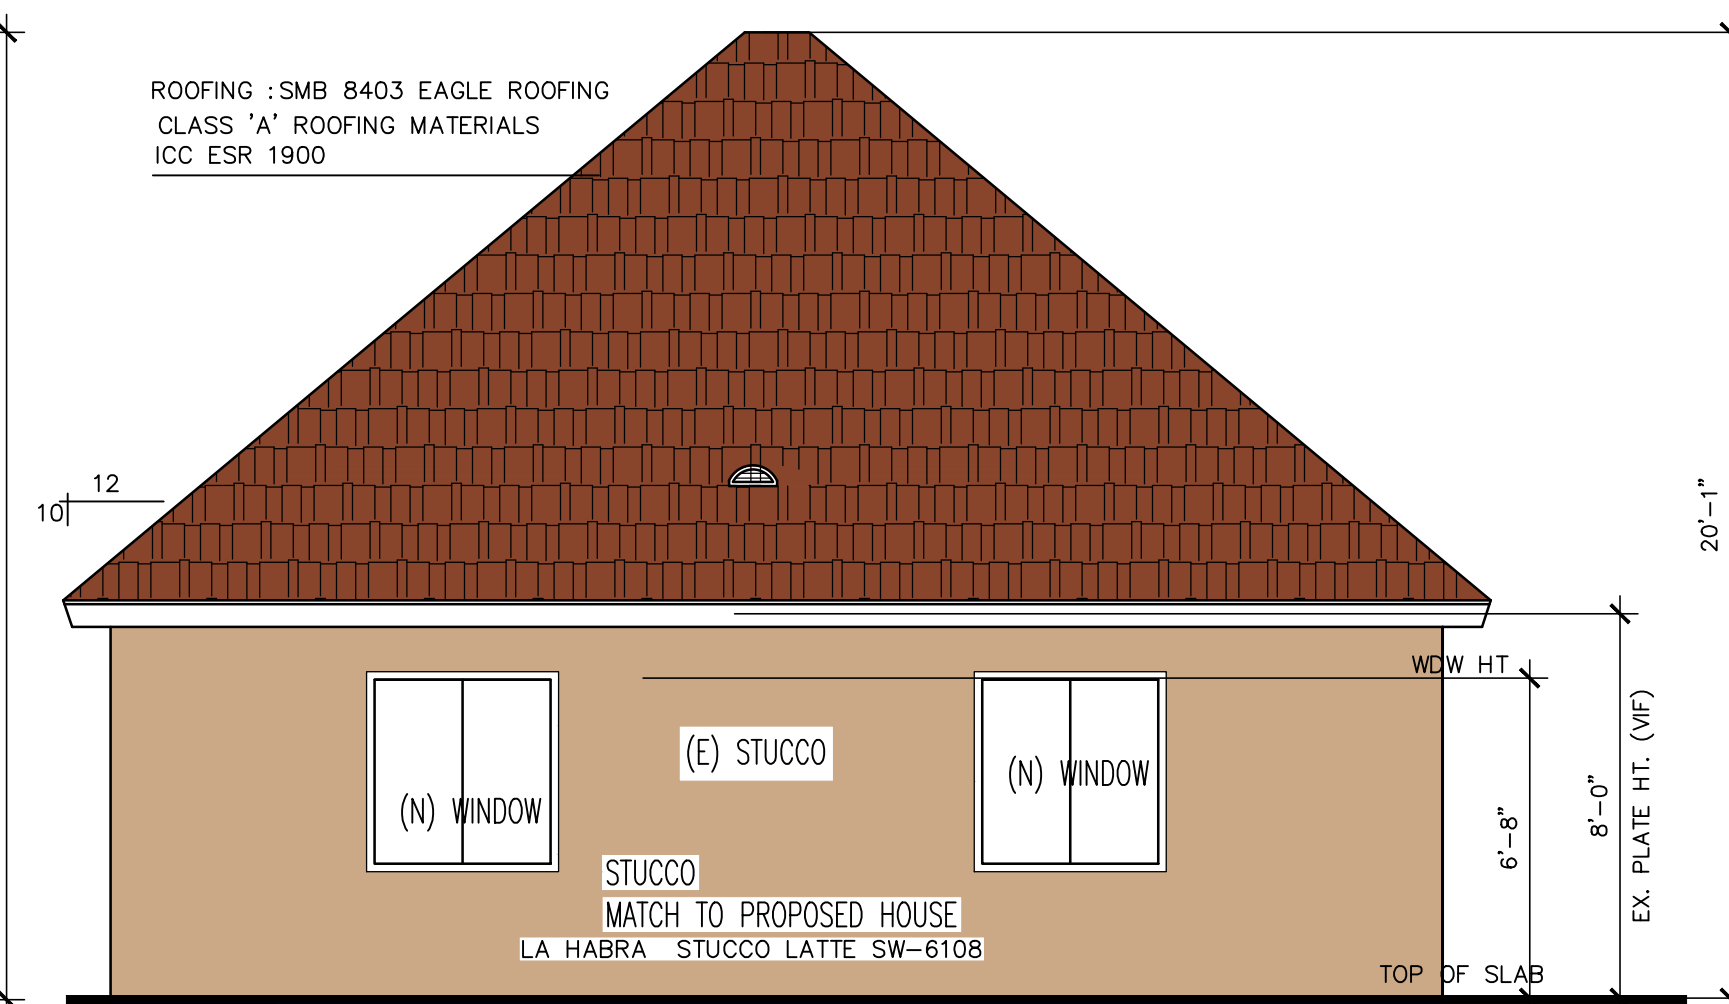 ROOFING : SMB 8403 EAGLE ROOFING
CLASS 'A' ROOFING MATERIALS
ICC ESR 1900
12
10
20'-1"
WDW HT
(E) STUCCO
(N) WINDOW
(N) WINDOW
6'-8"
8'-0"
EX. PLATE HT. (VIF)
STUCCO
MATCH TO PROPOSED HOUSE
LA HABRA STUCCO LATTE SW-6108
TOP OF SLAB